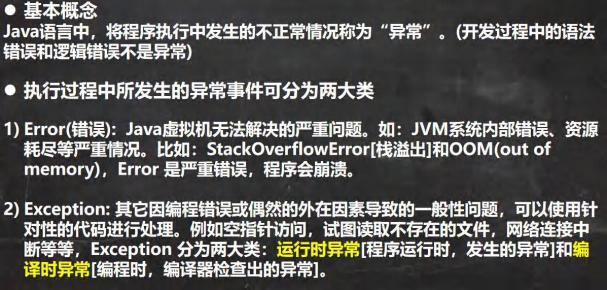 ● 基本概念
Java语言中，将程序执行中发生的不正常情况称为“异常”。(开发过程中的语法
错误和逻辑错误不是异常)
● 执行过程中所发生的异常事件可分为两大类
1) Error(错误)：Java虚拟机无法解决的严重问题。如：JVM系统内部错误、资源
耗尽等严重情况。比如：StackOverflowError[栈溢出]和OOM(out of
memory)，Error 是严重错误，程序会崩溃。
2) Exception: 其它因编程错误或偶然的外在因素导致的一般性问题，可以使用针
对性的代码进行处理。例如空指针访问，试图读取不存在的文件，网络连接中
断等等，Exception 分为两大类：运行时异常[程序运行时，发生的异常]和编
译时异常[编程时，编译器检查出的异常]。